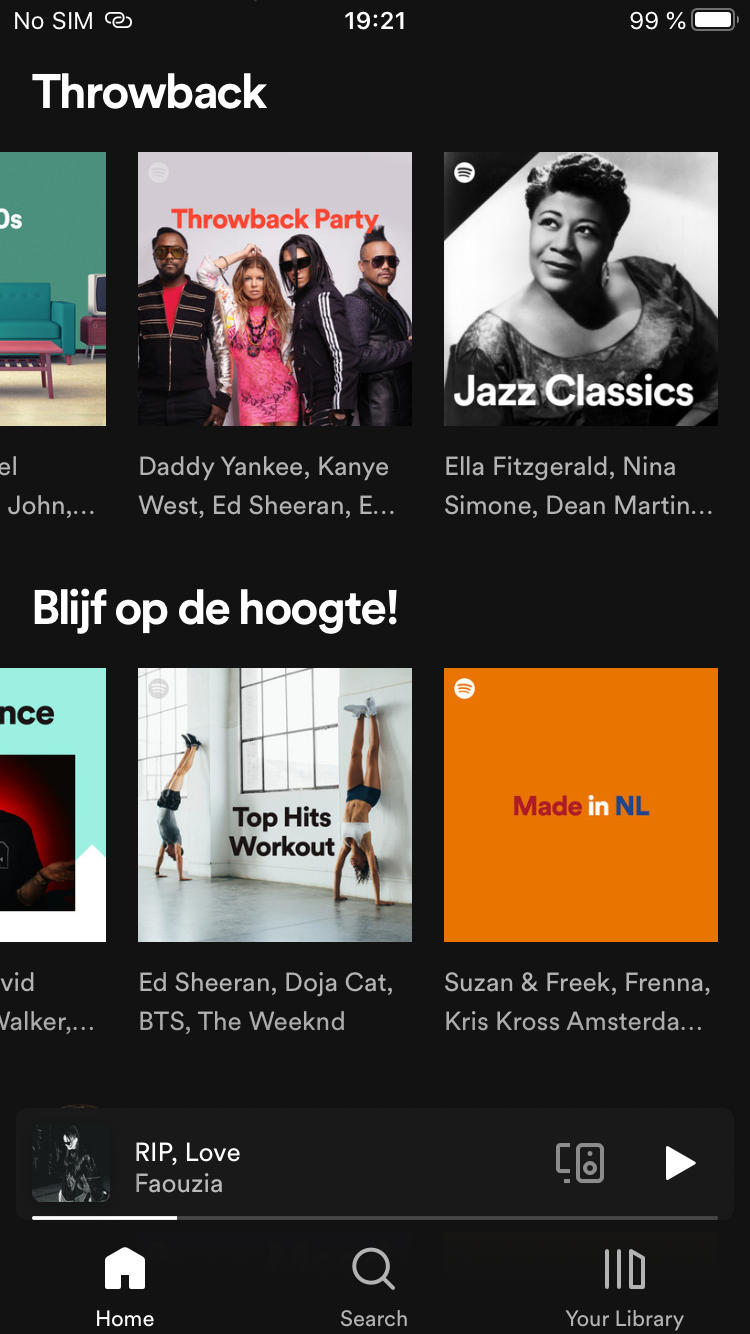 No SIM
19:21
99 %
Throwback
0s
Throwback Party
Jazz Classics
el
John,...
Daddy Yankee, Kanye
West, Ed Sheeran, E...
Ella Fitzgerald, Nina
Simone, Dean Martin...
Blijf op de hoogte!
nce
Top Hits
Workout
Made in NL
vid
Walker,...
Ed Sheeran, Doja Cat,
BTS, The Weeknd
Suzan & Freek, Frenna,
Kris Kross Amsterda...
RIP, Love
Faouzia
Home
Search
Your Library